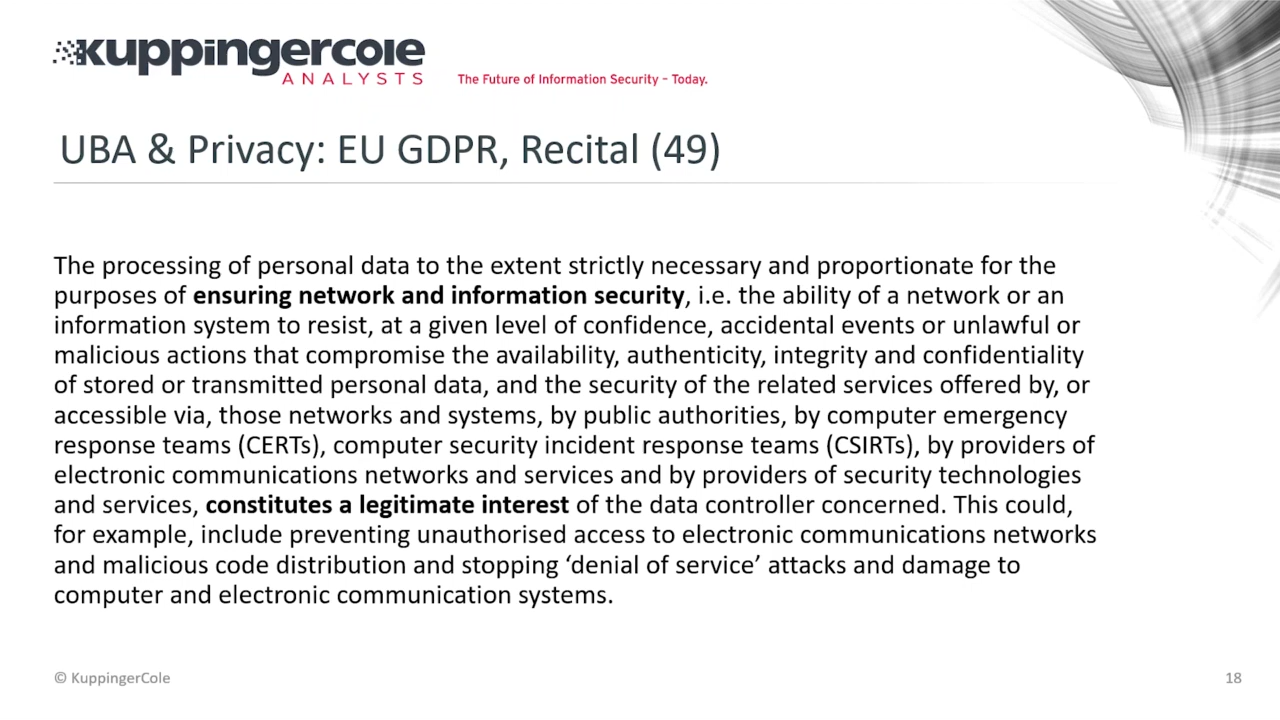 kuppingercole
ANALYSTS
The Future of Information Security – Today.
UBA & Privacy: EU GDPR, Recital (49)
The processing of personal data to the extent strictly necessary and proportionate for the
purposes of ensuring network and information security, i.e. the ability of a network or an
information system to resist, at a given level of confidence, accidental events or unlawful or
malicious actions that compromise the availability, authenticity, integrity and confidentiality
of stored or transmitted personal data, and the security of the related services offered by, or
accessible via, those networks and systems, by public authorities, by computer emergency
response teams (CERTs), computer security incident response teams (CSIRTs), by providers of
electronic communications networks and services and by providers of security technologies
and services, constitutes a legitimate interest of the data controller concerned. This could,
for example, include preventing unauthorised access to electronic communications networks
and malicious code distribution and stopping ‘denial of service’ attacks and damage to
computer and electronic communication systems.
© KuppingerCole
18